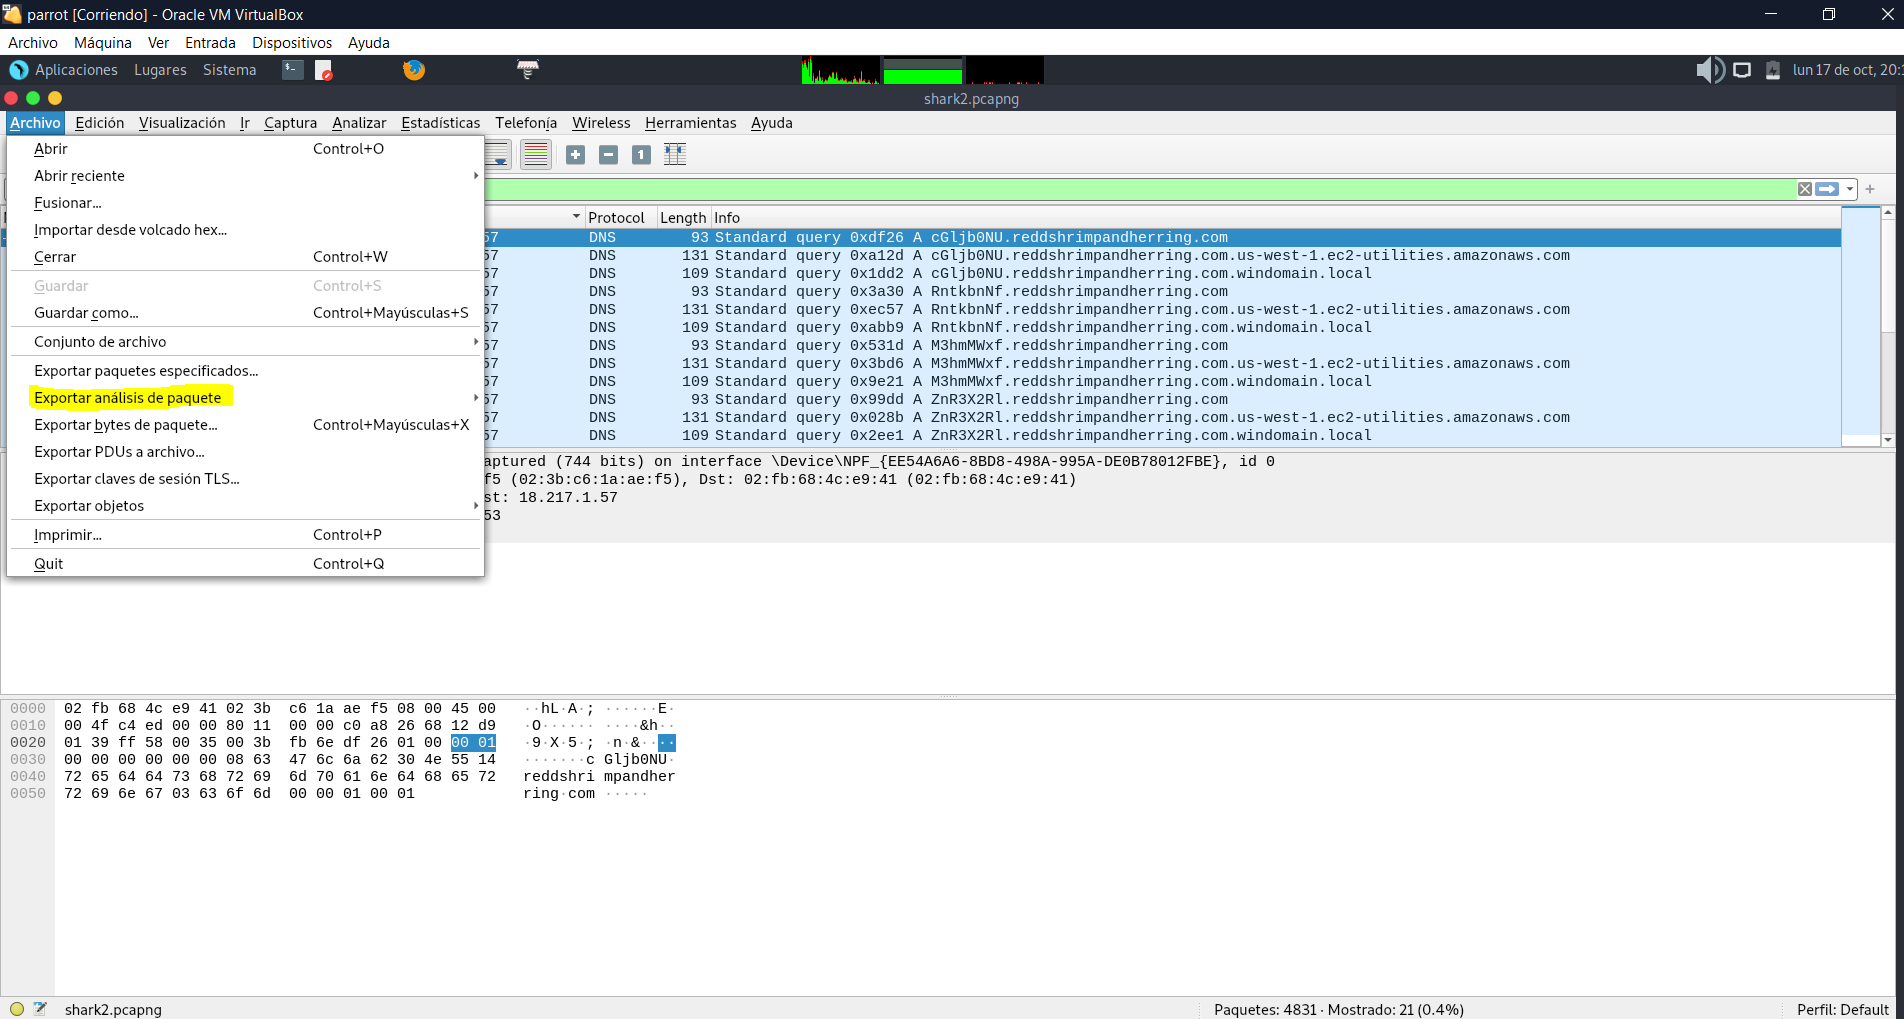 parrot [Corriendo] - Oracle VM VirtualBox
Archivo Máquina Ver Entrada Dispositivos Ayuda
Aplicaciones Lugares Sistema
lun 17 de oct, 20:
shark2.pcapng
Archivo Edición Visualización Ir Captura Analizar Estadísticas Telefonía Wireless Herramientas Ayuda
Abrir Control+O
Abrir reciente
Fusionar...
Importar desde volcado hex...
Cerrar Control+W
Guardar Control+S
Guardar como... Control+Mayúsculas+S
Conjunto de archivo
Exportar paquetes especificados...
Exportar análisis de paquete
Exportar bytes de paquete... Control+Mayúsculas+X
Exportar PDUs a archivo...
Exportar claves de sesión TLS...
Exportar objetos
Imprimir... Control+P
Quit Control+Q
Protocol Length Info
57 DNS 93 Standard query 0xdf26 A cGljb0NU.reddshrimpandherring.com
57 DNS 131 Standard query 0xa12d A cGljb0NU.reddshrimpandherring.com.us-west-1.ec2-utilities.amazonaws.com
57 DNS 109 Standard query 0x1dd2 A cGljb0NU.reddshrimpandherring.com.windomain.local
57 DNS 93 Standard query 0x3a30 A RntkbnNf.reddshrimpandherring.com
57 DNS 131 Standard query 0xec57 A RntkbnNf.reddshrimpandherring.com.us-west-1.ec2-utilities.amazonaws.com
57 DNS 109 Standard query 0xabb9 A RntkbnNf.reddshrimpandherring.com.windomain.local
57 DNS 93 Standard query 0x531d A M3hmMWxf.reddshrimpandherring.com
57 DNS 131 Standard query 0x3bd6 A M3hmMWxf.reddshrimpandherring.com.us-west-1.ec2-utilities.amazonaws.com
57 DNS 109 Standard query 0x9e21 A M3hmMWxf.reddshrimpandherring.com.windomain.local
57 DNS 93 Standard query 0x99dd A ZnR3X2Rl.reddshrimpandherring.com
57 DNS 131 Standard query 0x028b A ZnR3X2Rl.reddshrimpandherring.com.us-west-1.ec2-utilities.amazonaws.com
57 DNS 109 Standard query 0x2ee1 A ZnR3X2Rl.reddshrimpandherring.com.windomain.local
aptured (744 bits) on interface \Device\NPF_{EE54A6A6-8BD8-498A-995A-DE0B78012FBE}, id 0
f5 (02:3b:c6:1a:ae:f5), Dst: 02:fb:68:4c:e9:41 (02:fb:68:4c:e9:41)
st: 18.217.1.57
53
0000 02 fb 68 4c e9 41 02 3b c6 1a ae f5 08 00 45 00 ··hL·A·; ······E·
0010 00 4f c4 ed 00 00 80 11 00 00 c0 a8 26 68 12 d9 ·O······ ····&h··
0020 01 39 ff 58 00 35 00 3b fb 6e df 26 01 00 00 01 ·9·X·5·; ·n·&····
0030 00 00 00 00 00 00 08 63 47 6c 6a 62 30 4e 55 14 ·······c Gljb0NU·
0040 72 65 64 64 73 68 72 69 6d 70 61 6e 64 68 65 72 reddshri mpandher
0050 72 69 6e 67 03 63 6f 6d 00 00 01 00 01 ring·com ·····
shark2.pcapng Paquetes: 4831 · Mostrado: 21 (0.4%) Perfil: Default